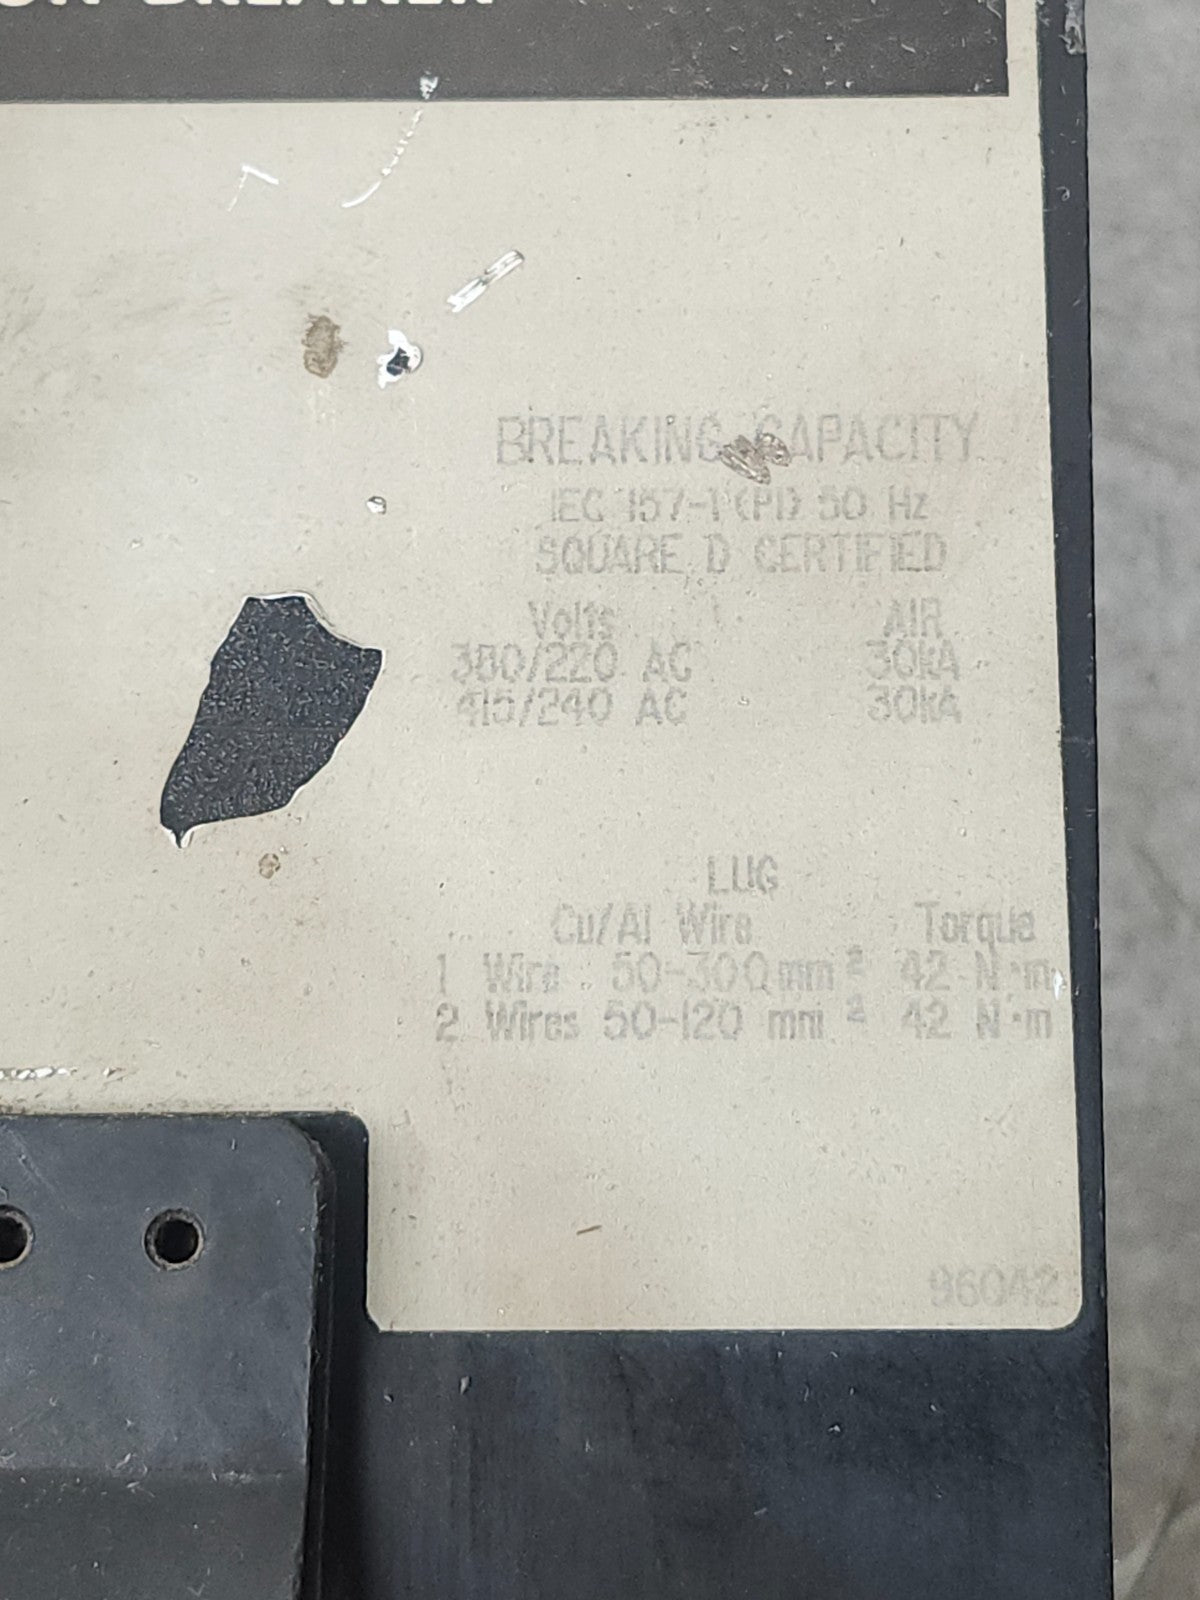 BREAKER
BREAKING CAPACITY
IEC 157-1 (P1) 50 Hz
SQUARE D CERTIFIED
Volts AIR
380/220 AC 30kA
415/240 AC 30kA
LUG
Cu/Al Wire Torque
1 Wire 50-300 mm² 42 N·m
2 Wires 50-120 mm² 42 N·m
96042